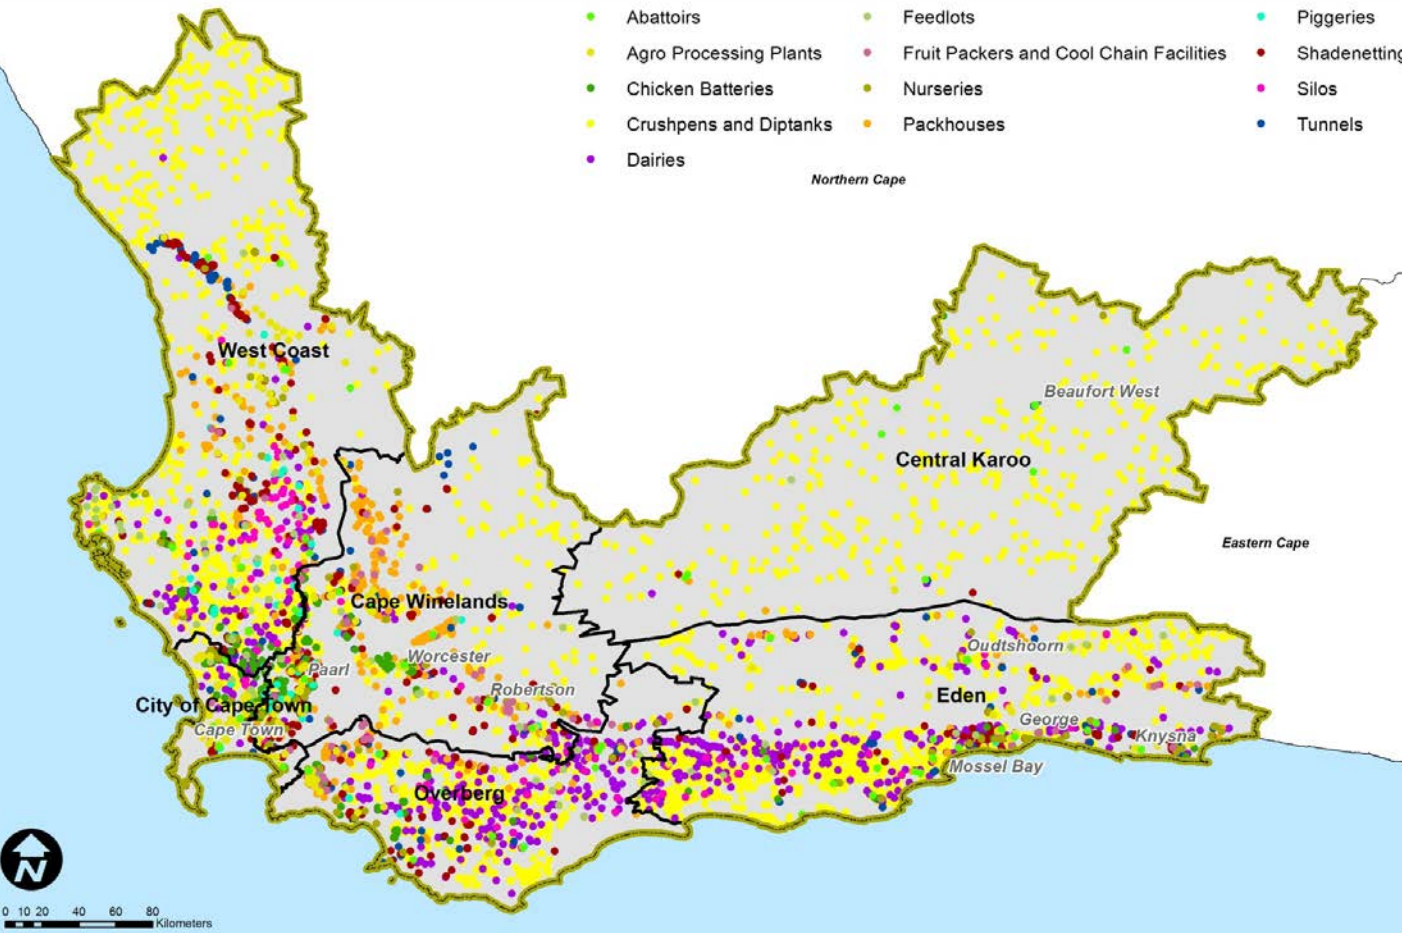 Abattoirs
Feedlots
Piggeries
Agro Processing Plants
Fruit Packers and Cool Chain Facilities
Shadenetting
Chicken Batteries
Nurseries
Silos
Crushpens and Diptanks
Packhouses
Tunnels
Dairies
Northern Cape
West Coast
Beaufort West
Central Karoo
Eastern Cape
Cape Winelands
Oudtshoorn
Worcester
Paarl
Robertson
Eden
City of Cape Town
George
Cape Town
Knysna
Mossel Bay
Overberg
N
0 10 20 40 60 80
Kilometers